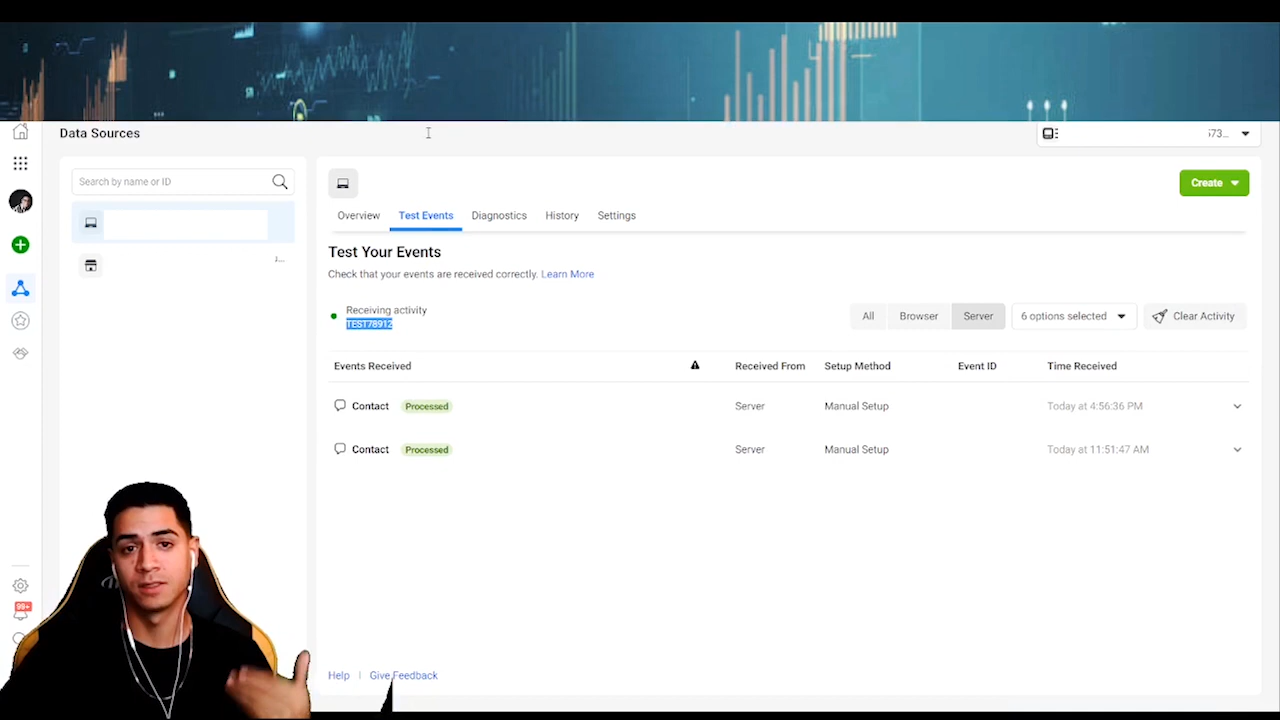 Data Sources
573...
Search by name or ID
Create
Overview
Test Events
Diagnostics
History
Settings
Test Your Events
Check that your events are received correctly. Learn More
Receiving activity
TEST78912
All
Browser
Server
6 options selected
Clear Activity
Events Received
Received From
Setup Method
Event ID
Time Received
Contact
Processed
Server
Manual Setup
Today at 4:56:36 PM
Contact
Processed
Server
Manual Setup
Today at 11:51:47 AM
99+
Help
Give Feedback